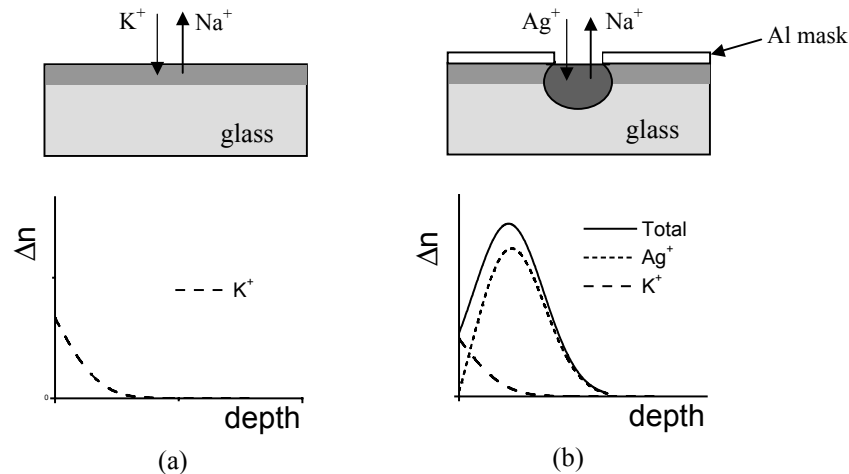 K⁺ Na⁺
glass
Δn
K⁺
0
depth
(a)
Ag⁺ Na⁺
Al mask
glass
Δn
Total
Ag⁺
K⁺
depth
(b)